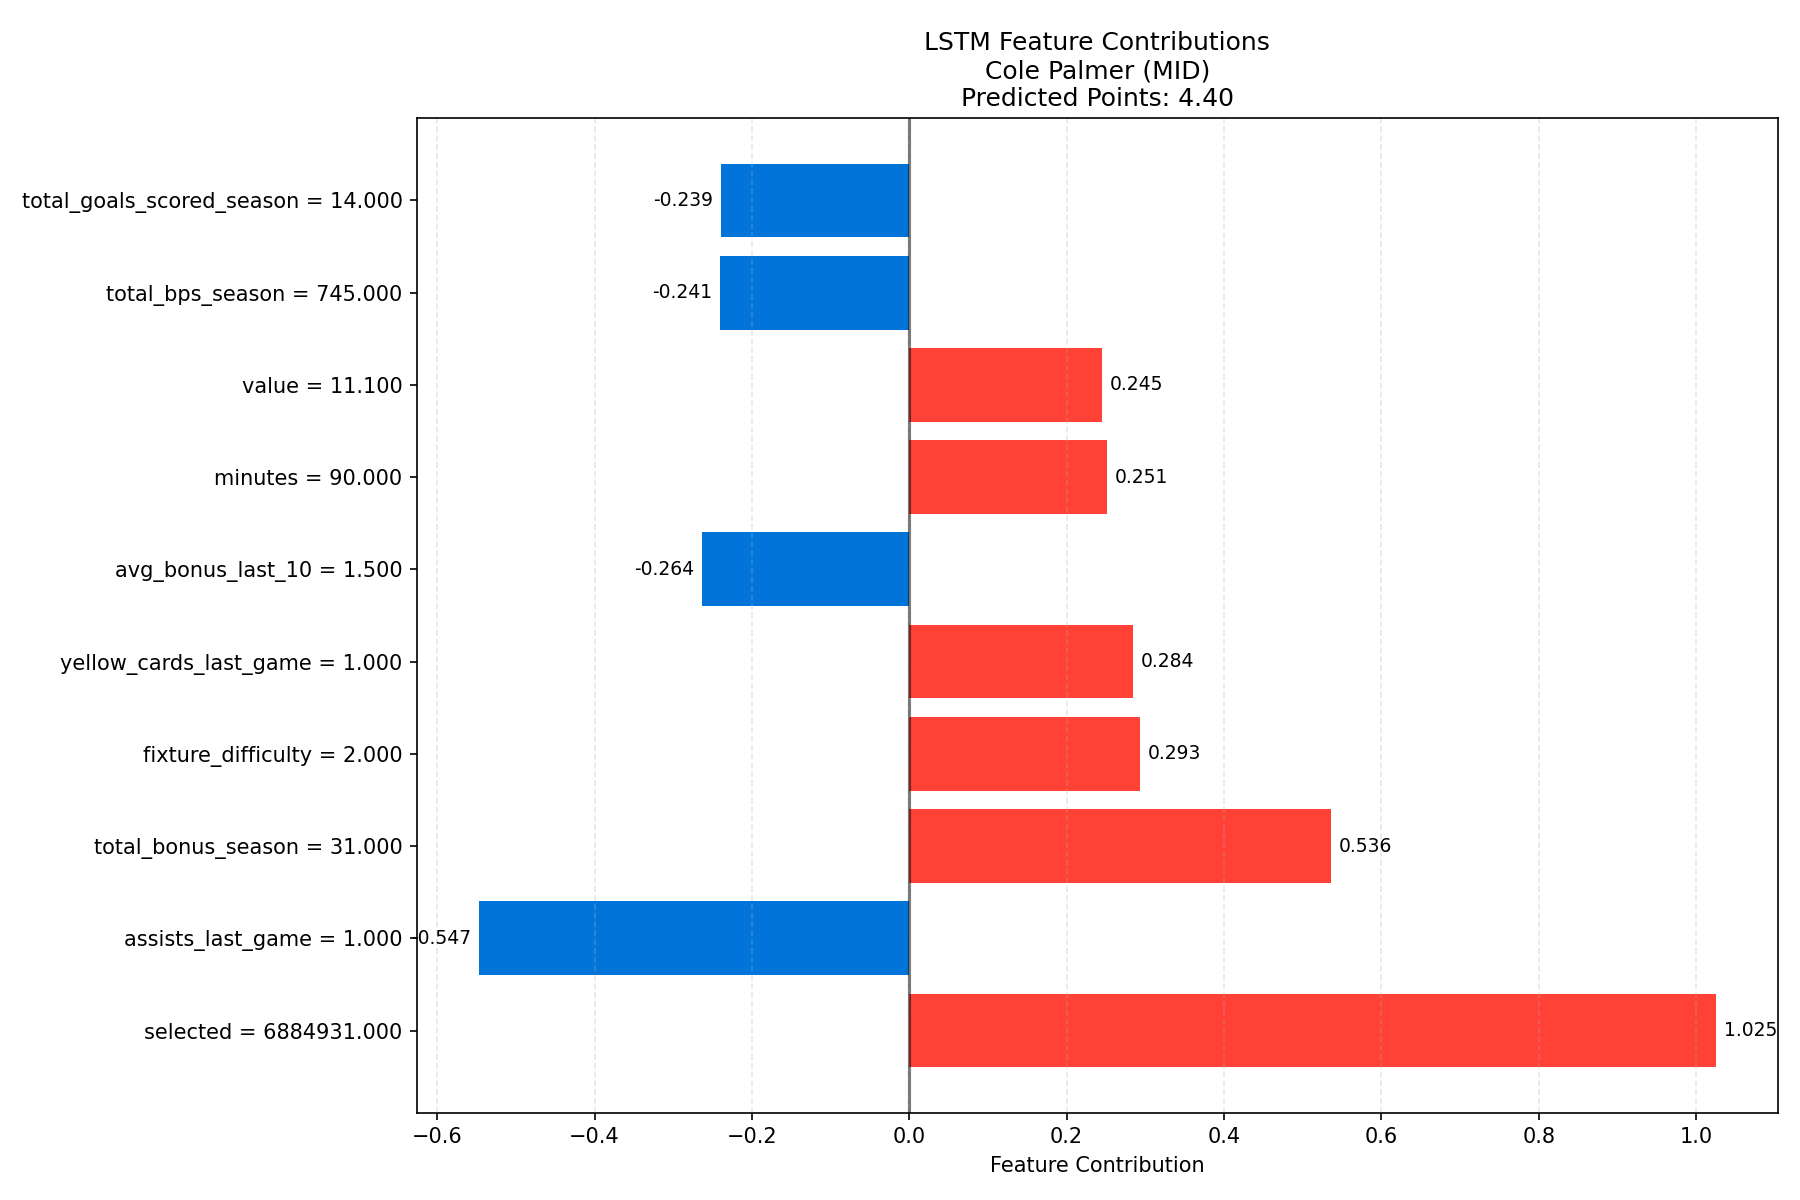 LSTM Feature Contributions
Cole Palmer (MID)
Predicted Points: 4.40
total_goals_scored_season = 14.000
-0.239
total_bps_season = 745.000
-0.241
value = 11.100
0.245
minutes = 90.000
0.251
avg_bonus_last_10 = 1.500
-0.264
yellow_cards_last_game = 1.000
0.284
fixture_difficulty = 2.000
0.293
total_bonus_season = 31.000
0.536
assists_last_game = 1.000
-0.547
selected = 6884931.000
1.025
−0.6 −0.4 −0.2 0.0 0.2 0.4 0.6 0.8 1.0
Feature Contribution